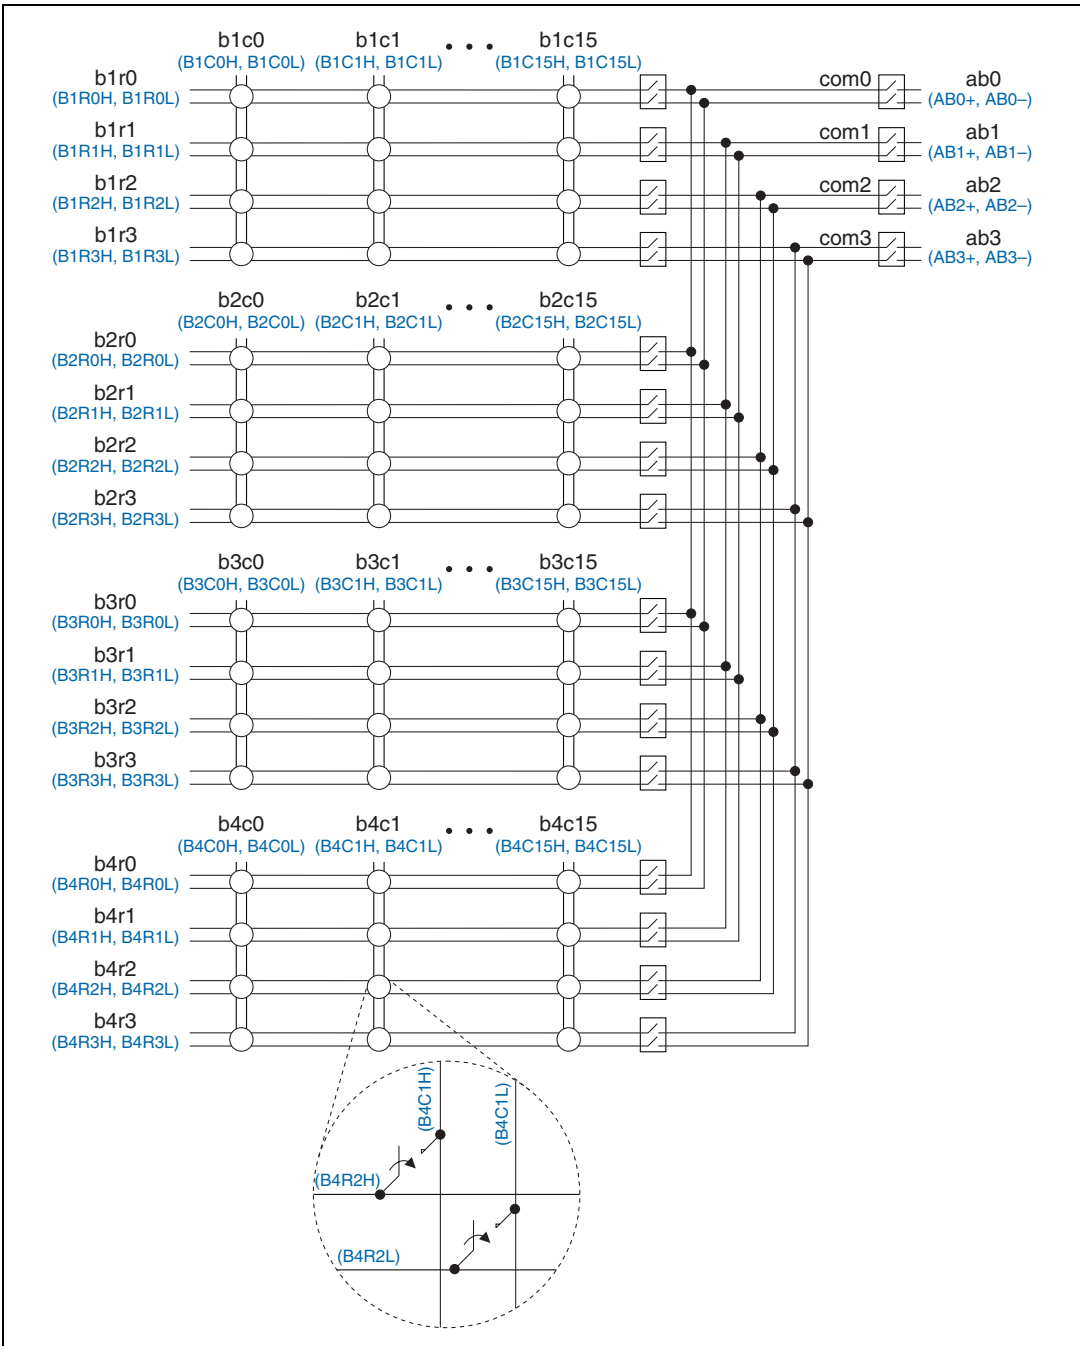 b1c0 b1c1 • • • b1c15
(B1C0H, B1C0L) (B1C1H, B1C1L) (B1C15H, B1C15L)
b1r0 com0 ab0
(B1R0H, B1R0L) (AB0+, AB0–)
b1r1 com1 ab1
(B1R1H, B1R1L) (AB1+, AB1–)
b1r2 com2 ab2
(B1R2H, B1R2L) (AB2+, AB2–)
b1r3 com3 ab3
(B1R3H, B1R3L) (AB3+, AB3–)
b2c0 b2c1 • • • b2c15
(B2C0H, B2C0L) (B2C1H, B2C1L) (B2C15H, B2C15L)
b2r0
(B2R0H, B2R0L)
b2r1
(B2R1H, B2R1L)
b2r2
(B2R2H, B2R2L)
b2r3
(B2R3H, B2R3L)
b3c0 b3c1 • • • b3c15
(B3C0H, B3C0L) (B3C1H, B3C1L) (B3C15H, B3C15L)
b3r0
(B3R0H, B3R0L)
b3r1
(B3R1H, B3R1L)
b3r2
(B3R2H, B3R2L)
b3r3
(B3R3H, B3R3L)
b4c0 b4c1 • • • b4c15
(B4C0H, B4C0L) (B4C1H, B4C1L) (B4C15H, B4C15L)
b4r0
(B4R0H, B4R0L)
b4r1
(B4R1H, B4R1L)
b4r2
(B4R2H, B4R2L)
b4r3
(B4R3H, B4R3L)
(B4C1H)
(B4C1L)
(B4R2H)
(B4R2L)